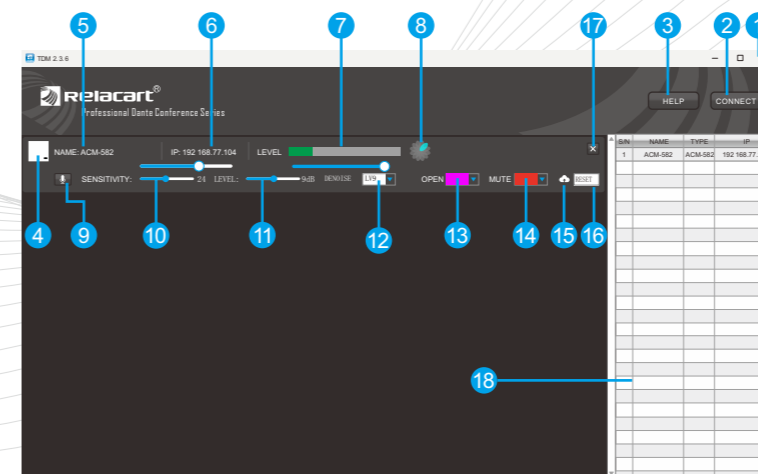 5 6 7 8 17 3 2 1
TDM 2.3.6
Relacart®
Professional Dante Conference Series
HELP CONNECT
NAME: ACM-582 IP: 192 168.77.104 LEVEL
SENSITIVITY: 24 LEVEL: 9dB DENOISE LV9 OPEN MUTE RESET
4 9 10 11 12 13 14 15 16
S/N NAME TYPE IP
1 ACM-582 ACM-582 192 168.77.
18